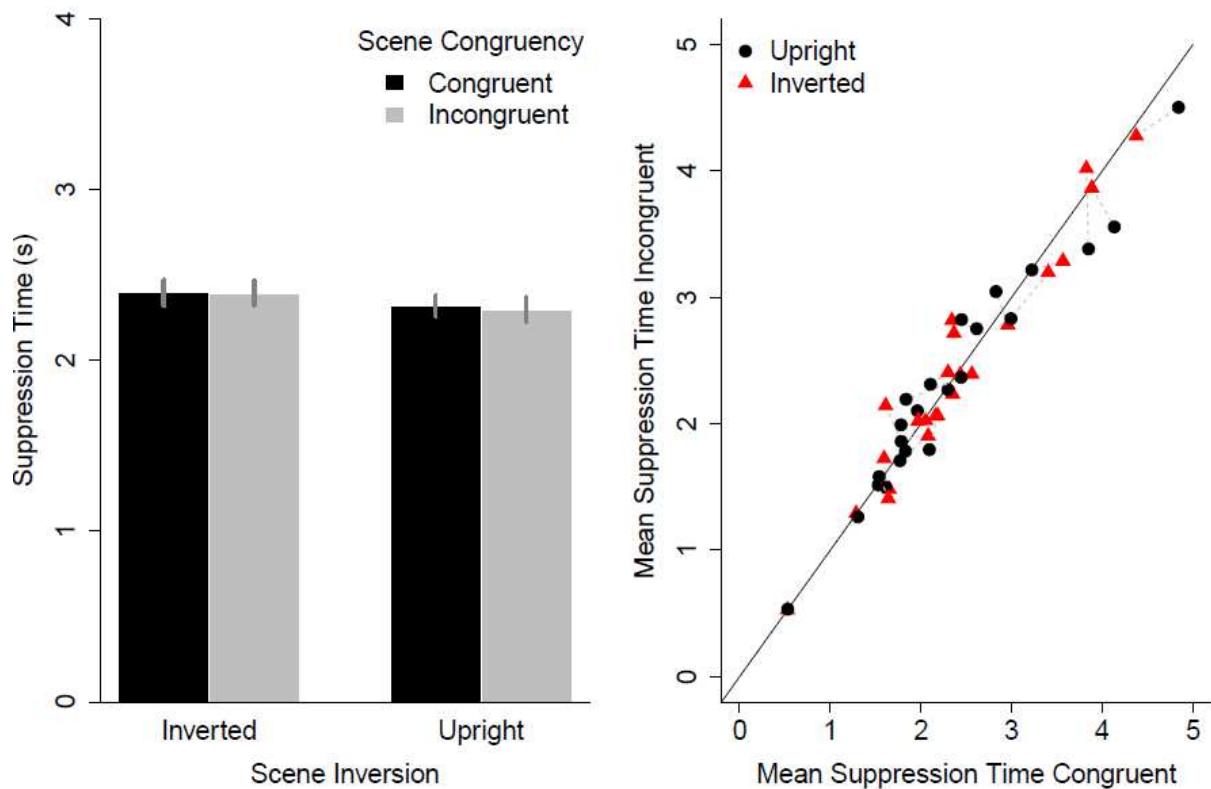 Scene Congruency
Congruent
Incongruent
Suppression Time (s)
0
1
2
3
4
Inverted
Upright
Scene Inversion
Upright
Inverted
Mean Suppression Time Incongruent
0
1
2
3
4
5
0
1
2
3
4
5
Mean Suppression Time Congruent